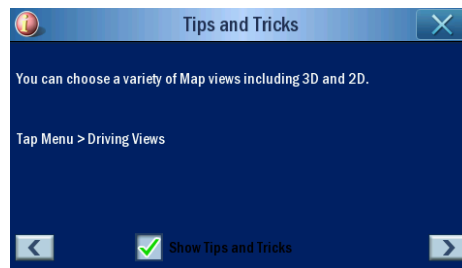 Tips and Tricks
You can choose a variety of Map views including 3D and 2D.
Tap Menu > Driving Views
Show Tips and Tricks